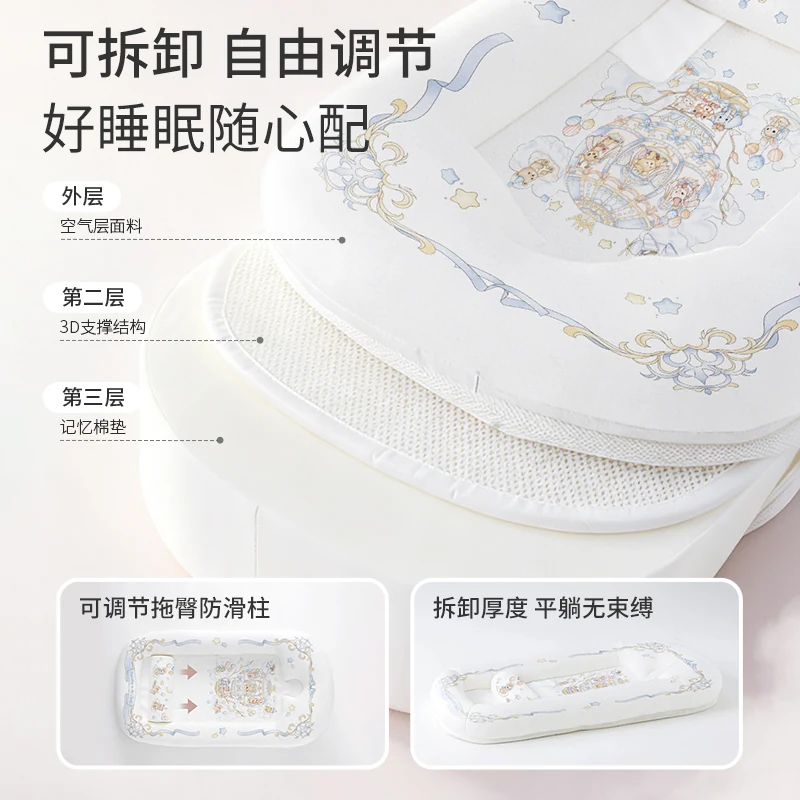 可拆卸 自由调节
好睡眠随心配
外层
空气层面料
第二层
3D支撑结构
第三层
记忆棉垫
可调节拖臀防滑柱
拆卸厚度 平躺无束缚